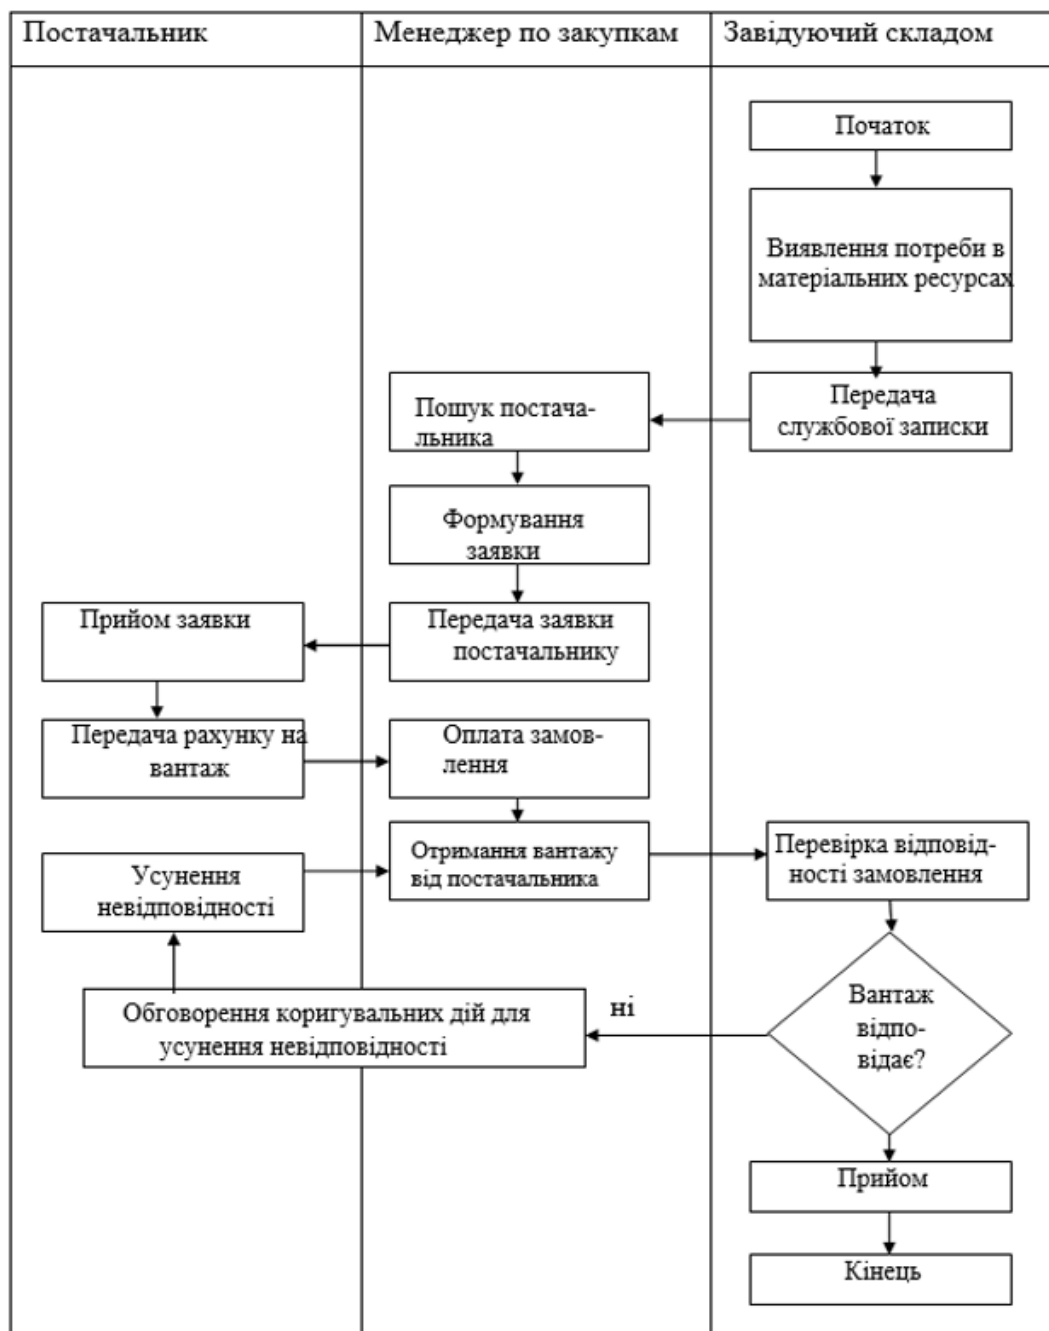 Постачальник
Менеджер по закупкам
Завідуючий складом
Початок
Виявлення потреби в
матеріальних ресурсах
Передача
службової записки
Пошук постача-
льника
Формування
заявки
Передача заявки
постачальнику
Прийом заявки
Передача рахунку на
вантаж
Оплата замов-
лення
Отримання вантажу
від постачальника
Перевірка відповід-
ності замовлення
Усунення
невідповідності
Вантаж
відпо-
відає?
ні
Обговорення коригувальних дій для
усунення невідповідності
Прийом
Кінець